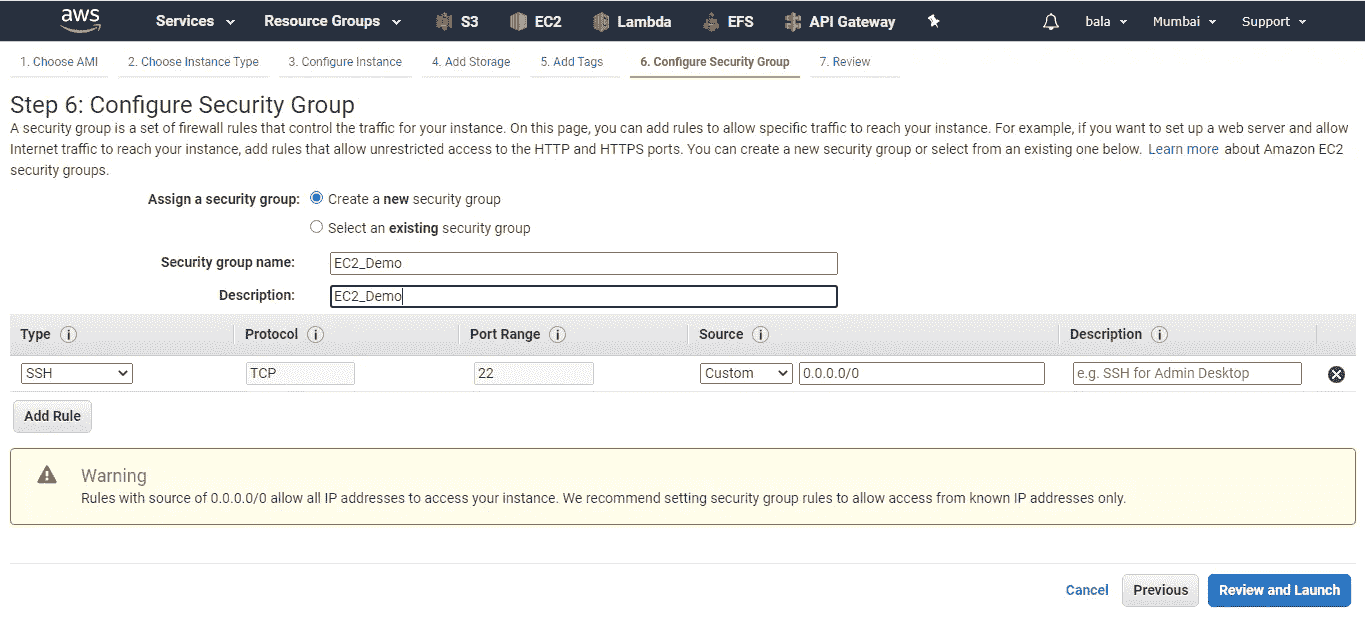 aws Services Resource Groups S3 EC2 Lambda EFS API Gateway bala Mumbai Support
1. Choose AMI 2. Choose Instance Type 3. Configure Instance 4. Add Storage 5. Add Tags 6. Configure Security Group 7. Review
Step 6: Configure Security Group
A security group is a set of firewall rules that control the traffic for your instance. On this page, you can add rules to allow specific traffic to reach your instance. For example, if you want to set up a web server and allow
Internet traffic to reach your instance, add rules that allow unrestricted access to the HTTP and HTTPS ports. You can create a new security group or select from an existing one below. Learn more about Amazon EC2
security groups.
Assign a security group: Create a new security group
Select an existing security group
Security group name: EC2_Demo
Description: EC2_Demo
Type i Protocol i Port Range i Source i Description i
SSH TCP 22 Custom 0.0.0.0/0 e.g. SSH for Admin Desktop
Add Rule
Warning
Rules with source of 0.0.0.0/0 allow all IP addresses to access your instance. We recommend setting security group rules to allow access from known IP addresses only.
Cancel Previous Review and Launch